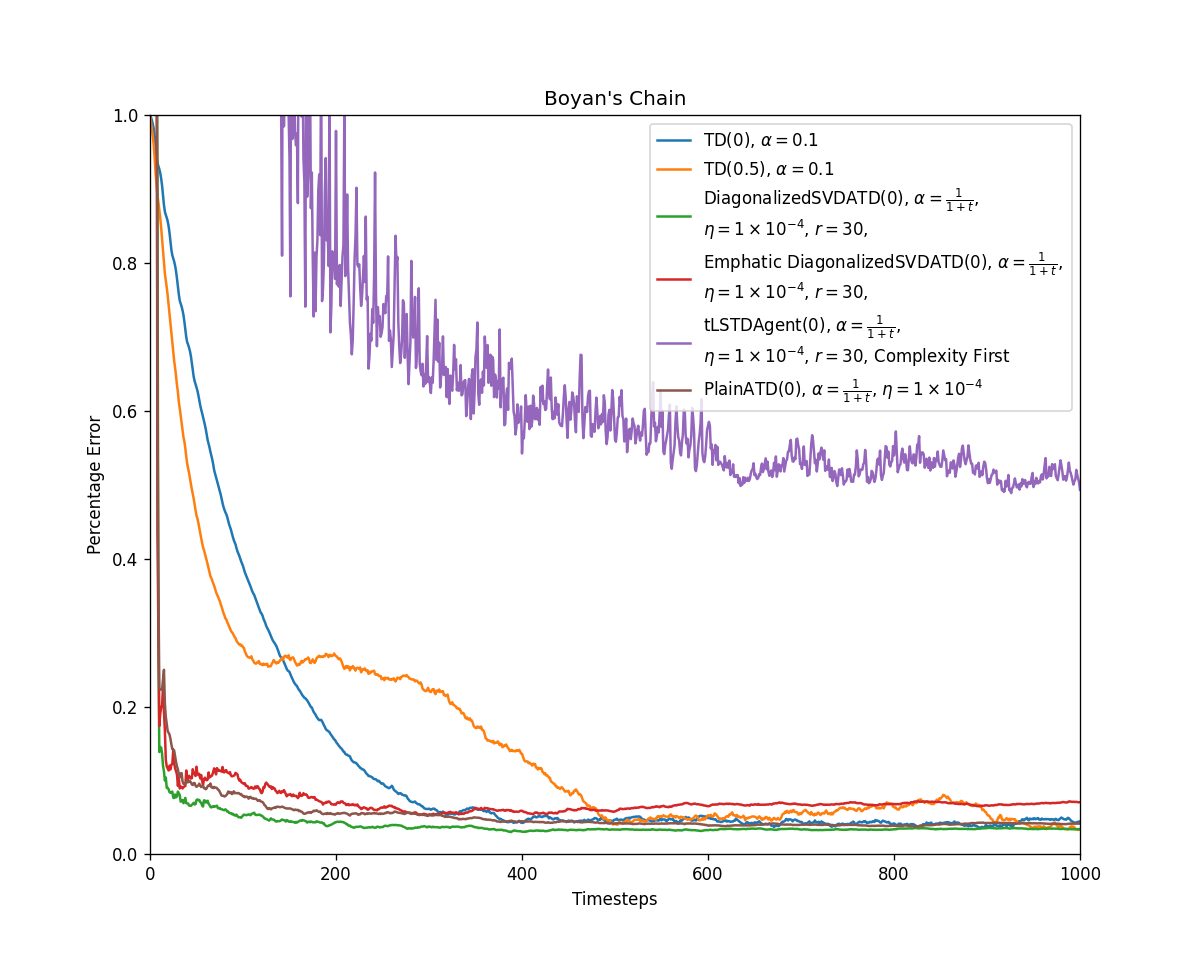 Boyan's Chain
1.0
0.8
0.6
0.4
0.2
0.0
Percentage Error
TD(0), α = 0.1
TD(0.5), α = 0.1
DiagonalizedSVDATD(0), α = 1/(1+t),
η = 1 × 10⁻⁴, r = 30,
Emphatic DiagonalizedSVDATD(0), α = 1/(1+t),
η = 1 × 10⁻⁴, r = 30,
tLSTDAgent(0), α = 1/(1+t),
η = 1 × 10⁻⁴, r = 30, Complexity First
PlainATD(0), α = 1/(1+t), η = 1 × 10⁻⁴
0 200 400 600 800 1000
Timesteps